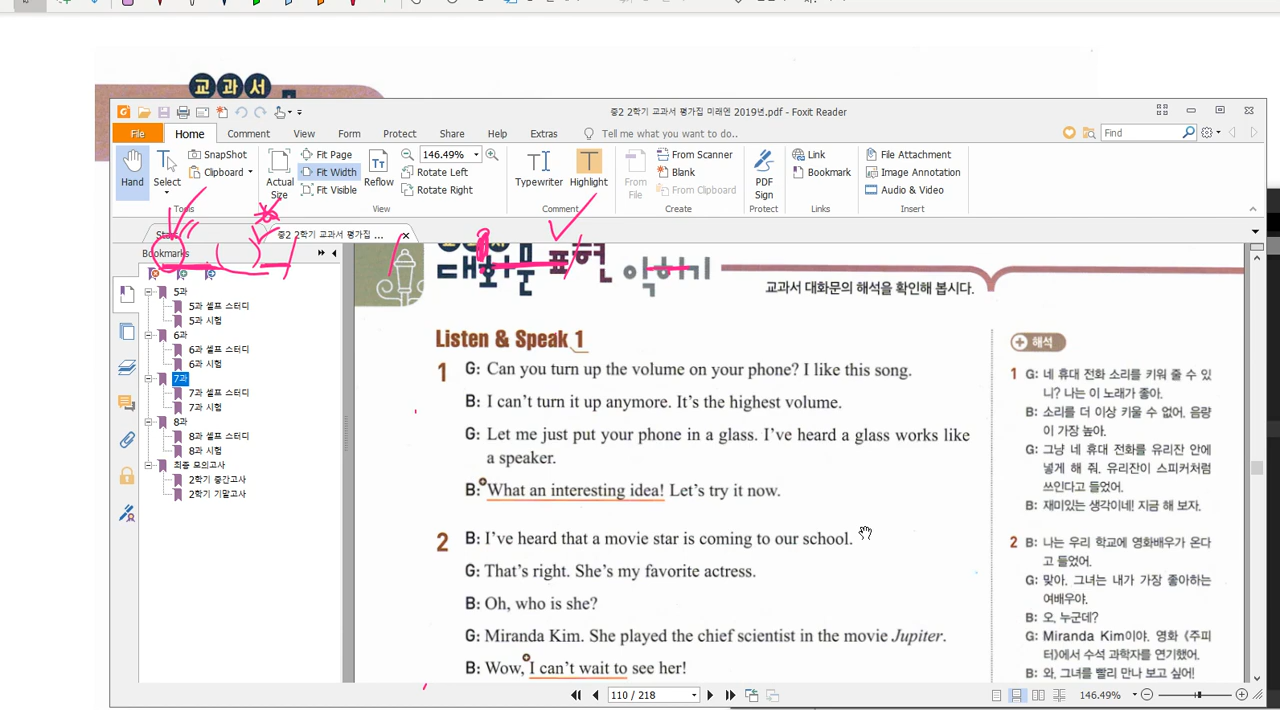 교과서
중2 2학기 교과서 평가집 미래엔 2019년.pdf - Foxit Reader
File Home Comment View Form Protect Share Help Extras Tell me what you want to do.. Find
Hand Select SnapShot Clipboard Actual Size Fit Page Fit Width Fit Visible Reflow 146.49% Rotate Left Rotate Right Typewriter Highlight From File From Scanner Blank From Clipboard PDF Sign Link Bookmark File Attachment Image Annotation Audio & Video
Tools View Comment Create Protect Links Insert
중2 2학기 교과서 평가집 ...
Bookmarks
5과
5과 셀프 스터디
5과 시험
6과
6과 셀프 스터디
6과 시험
7과
7과 셀프 스터디
7과 시험
8과
8과 셀프 스터디
8과 시험
최종 모의고사
2학기 중간고사
2학기 기말고사
대화문 표현 익히기
교과서 대화문의 해석을 확인해 봅시다.
Listen & Speak 1
1 G: Can you turn up the volume on your phone? I like this song.
B: I can't turn it up anymore. It's the highest volume.
G: Let me just put your phone in a glass. I've heard a glass works like
a speaker.
B: What an interesting idea! Let's try it now.
2 B: I've heard that a movie star is coming to our school.
G: That's right. She's my favorite actress.
B: Oh, who is she?
G: Miranda Kim. She played the chief scientist in the movie Jupiter.
B: Wow, I can't wait to see her!
해석
1 G: 네 휴대 전화 소리를 키워 줄 수 있
니? 나는 이 노래가 좋아.
B: 소리를 더 이상 키울 수 없어. 음량
이 가장 높아.
G: 그냥 네 휴대 전화를 유리잔 안에
넣게 해 줘. 유리잔이 스피커처럼
쓰인다고 들었어.
B: 재미있는 생각이네! 지금 해 보자.
2 B: 나는 우리 학교에 영화배우가 온다
고 들었어.
G: 맞아. 그녀는 내가 가장 좋아하는
여배우야.
B: 오, 누군데?
G: Miranda Kim이야. 영화 《주피
터》에서 수석 과학자를 연기했어.
B: 와, 그녀를 빨리 만나 보고 싶어!
110 / 218
146.49%